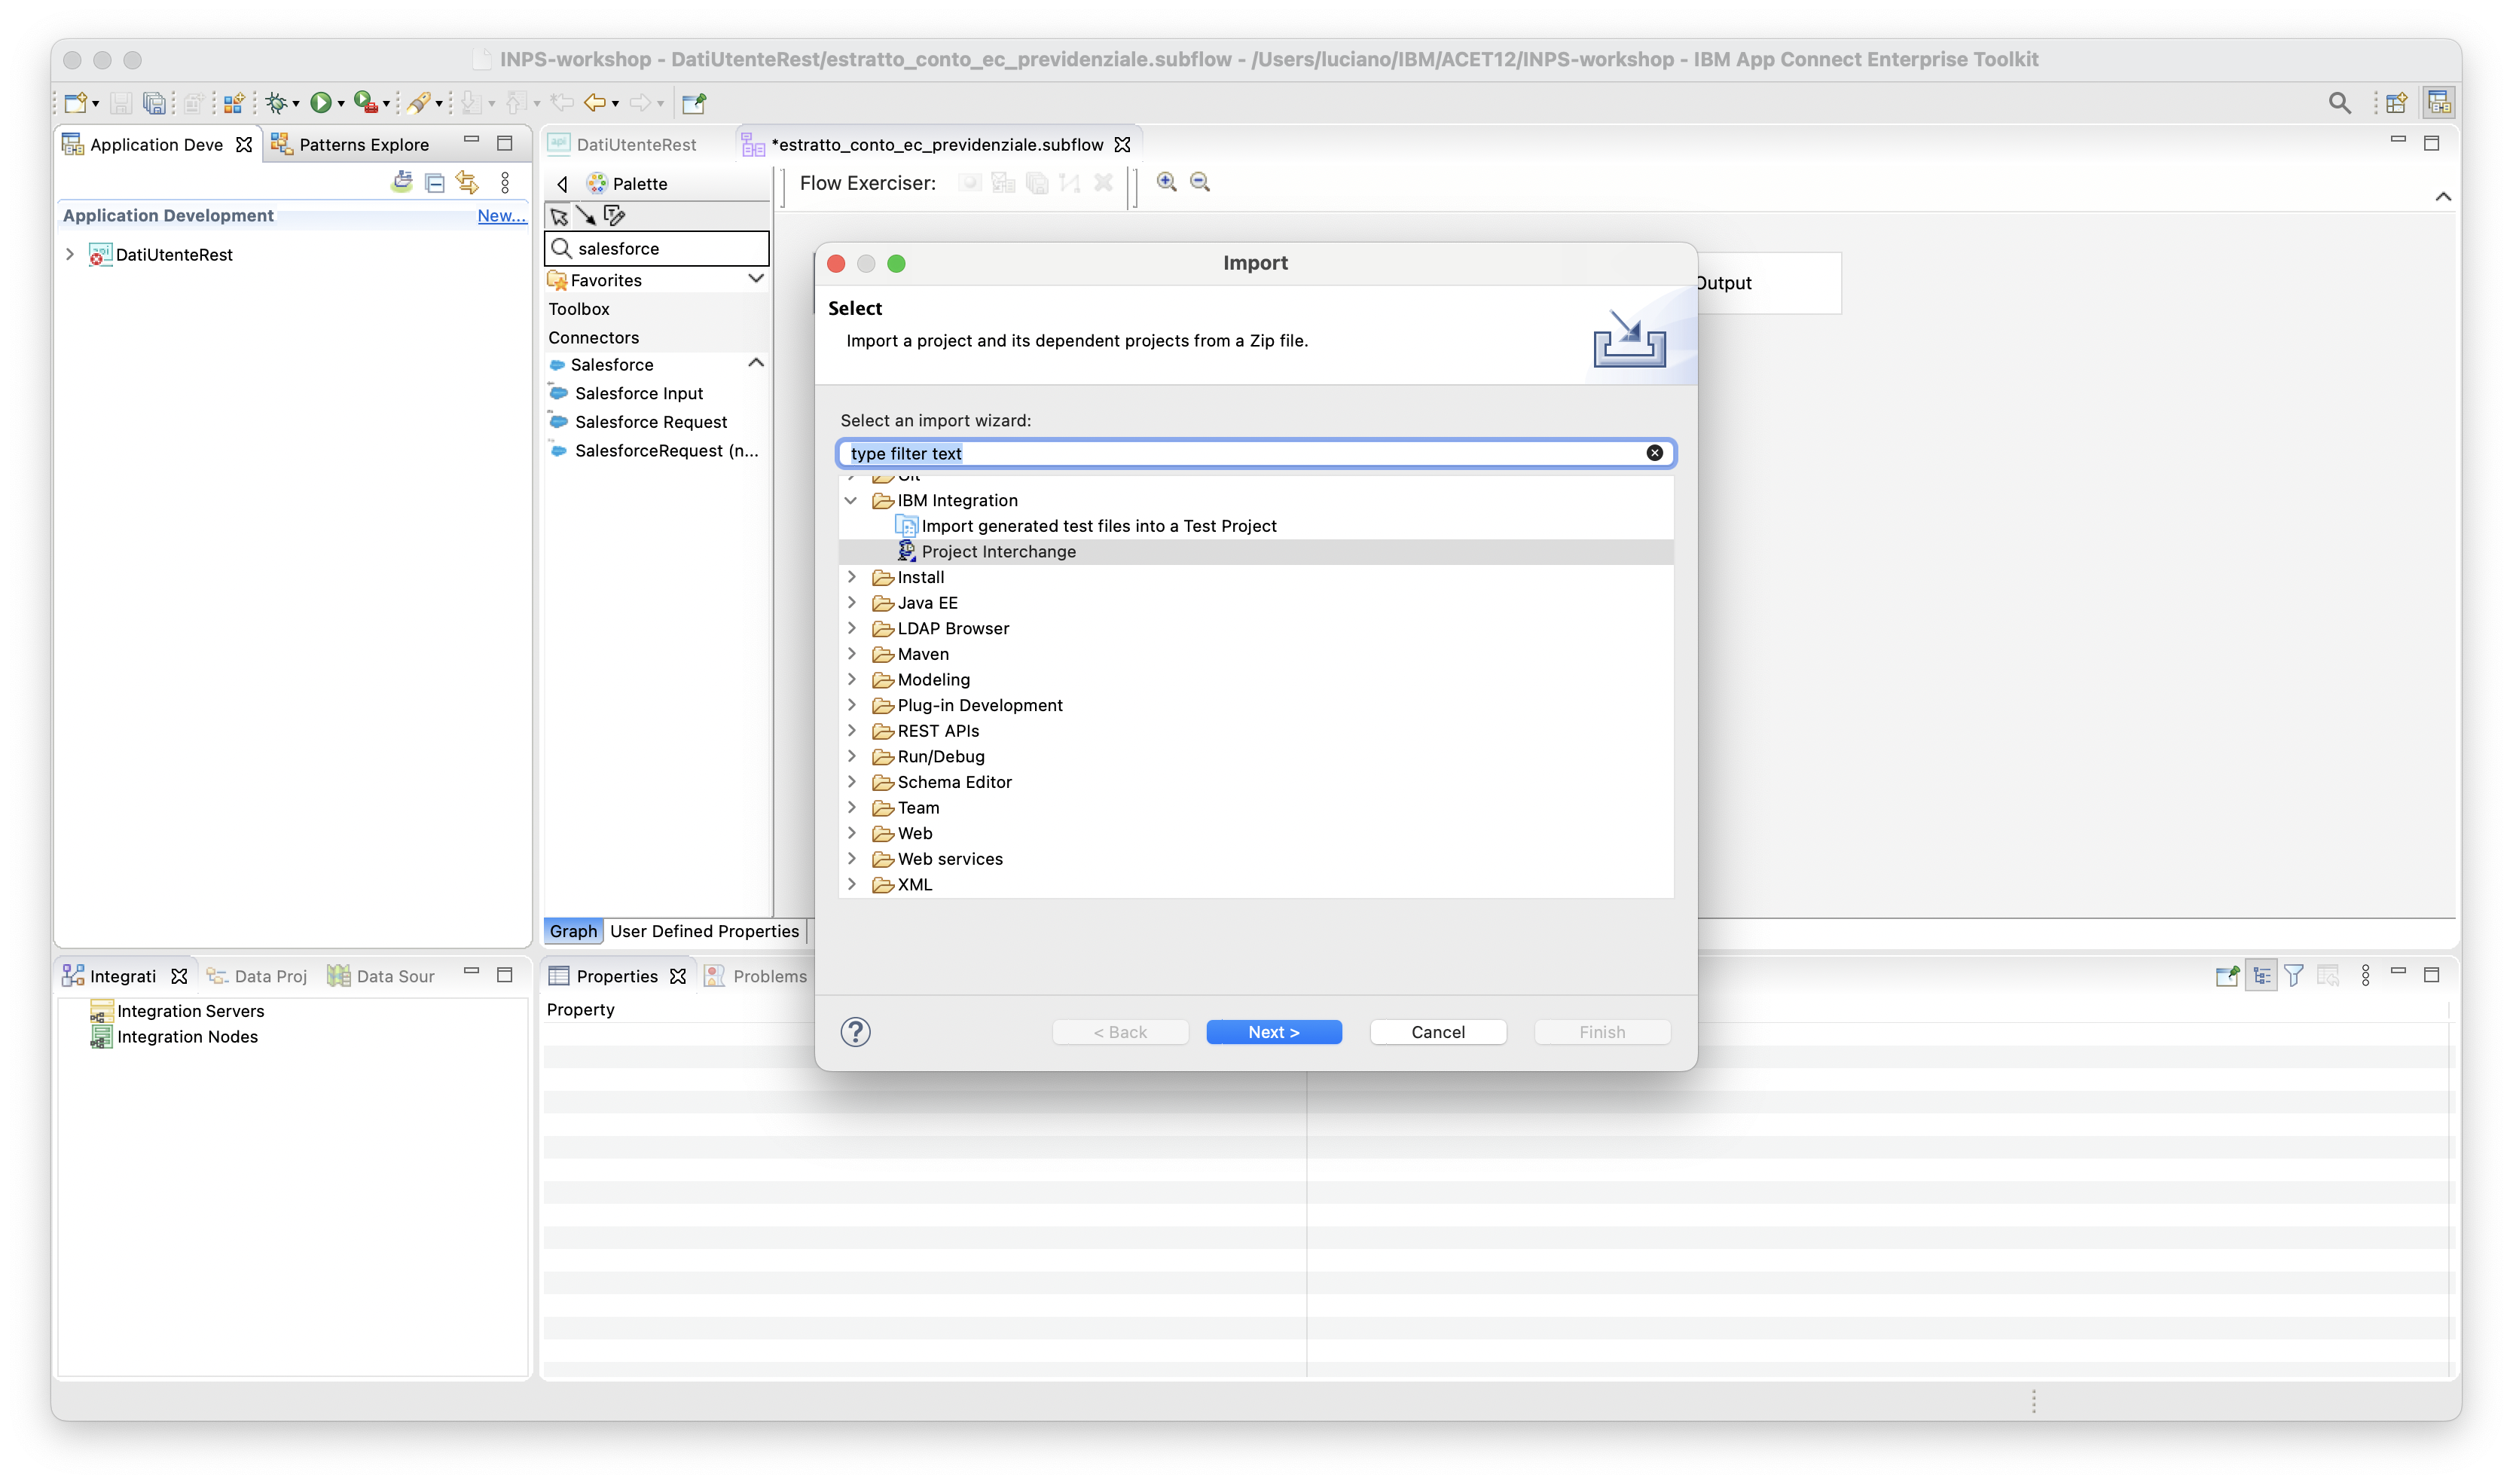 INPS-workshop - DatiUtenteRest/estratto_conto_ec_previdenziale.subflow - /Users/luciano/IBM/ACET12/INPS-workshop - IBM App Connect Enterprise Toolkit
Application Deve
Patterns Explore
Application Development
New...
DatiUtenteRest
DatiUtenteRest
*estratto_conto_ec_previdenziale.subflow
Palette
Flow Exerciser:
salesforce
Favorites
Toolbox
Connectors
Salesforce
Salesforce Input
Salesforce Request
SalesforceRequest (n...
Output
Import
Select
Import a project and its dependent projects from a Zip file.
Select an import wizard:
type filter text
Git
IBM Integration
Import generated test files into a Test Project
Project Interchange
Install
Java EE
LDAP Browser
Maven
Modeling
Plug-in Development
REST APIs
Run/Debug
Schema Editor
Team
Web
Web services
XML
< Back
Next >
Cancel
Finish
Graph
User Defined Properties
Integrati
Data Proj
Data Sour
Integration Servers
Integration Nodes
Properties
Problems
Property